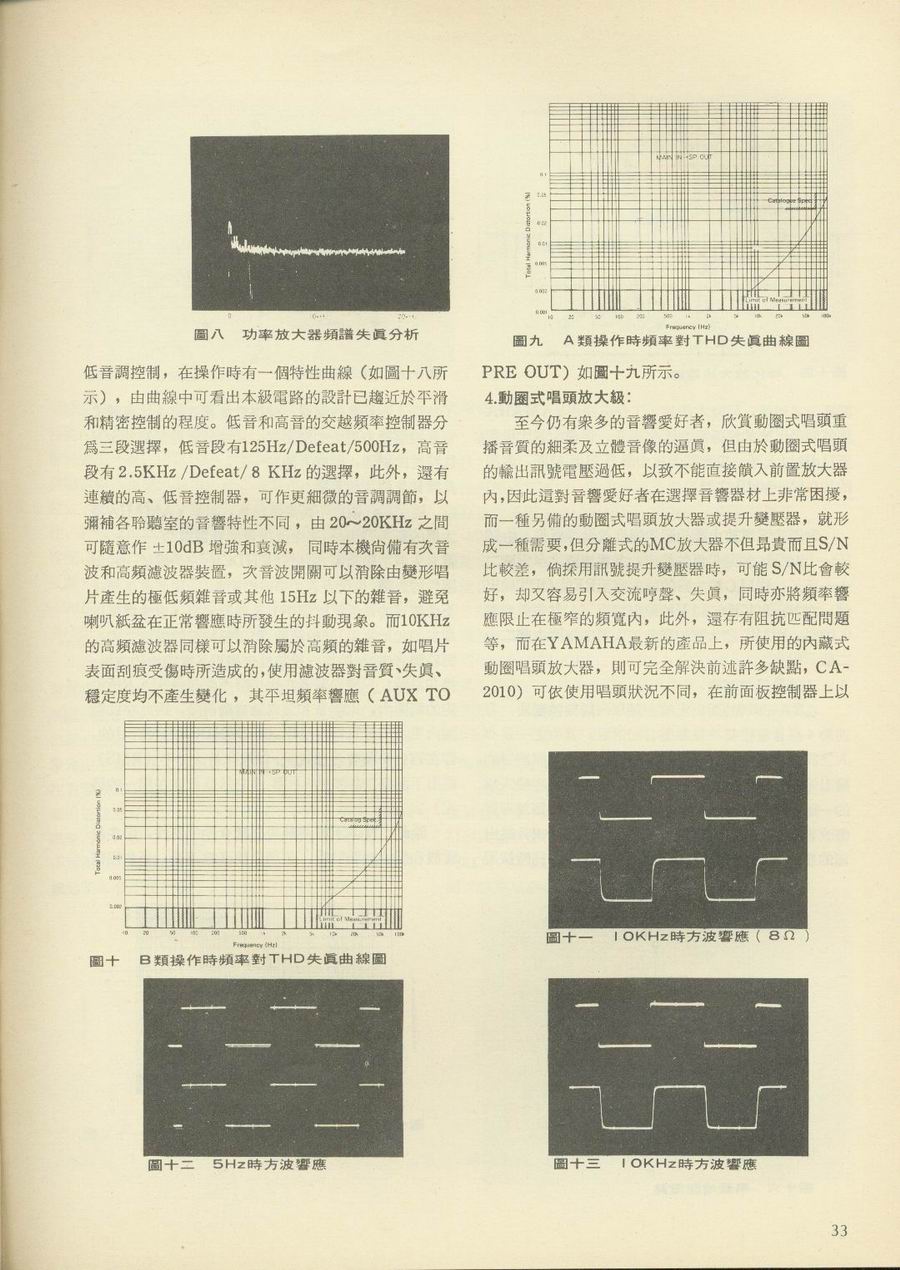 圖八　功率放大器頻譜失眞分析
MAIN IN→SP OUT
Catalogue Spec.
Limit of Measurement
Total Harmonic Distortion (%)
0.1
0.05
0.02
0.01
0.005
0.002
0.001
10 20 50 100 200 500 1k 2k 5k 10k 20k 50k 100k
Frequency (Hz)
圖九　A類操作時頻率對THD失眞曲線圖
低音調控制，在操作時有一個特性曲線（如圖十八所
示），由曲線中可看出本級電路的設計已趨近於平滑
和精密控制的程度。低音和高音的交越頻率控制器分
爲三段選擇，低音段有125Hz/Defeat/500Hz，高音
段有2.5KHz /Defeat/ 8 KHz 的選擇，此外，還有
連續的高、低音控制器，可作更細微的音調調節，以
彌補各聆聽室的音響特性不同，由 20～20KHz 之間
可隨意作 ±10dB 增強和衰減， 同時本機尙備有次音
波和高頻濾波器裝置，次音波開關可以消除由變形唱
片產生的極低頻雜音或其他 15Hz 以下的雜音，避免
喇叭紙盆在正常響應時所發生的抖動現象。而10KHz
的高頻濾波器同樣可以消除屬於高頻的雜音，如唱片
表面刮痕受傷時所造成的，使用濾波器對音質、失眞、
穩定度均不產生變化，其平坦頻率響應（ AUX TO
PRE OUT）如圖十九所示。
4.動圈式唱頭放大級：
至今仍有衆多的音響愛好者，欣賞動圈式唱頭重
播音質的細柔及立體音像的逼眞，但由於動圈式唱頭
的輸出訊號電壓過低，以致不能直接饋入前置放大器
內，因此這對音響愛好者在選擇音響器材上非常困擾，
而一種另備的動圈式唱頭放大器或提升變壓器，就形
成一種需要，但分離式的MC放大器不但昻貴而且S/N
比較差，倘採用訊號提升變壓器時，可能 S/N比會較
好，却又容易引入交流哼聲、失眞，同時亦將頻率響
應限止在極窄的頻寬內，此外，還存有阻抗匹配問題
等，而在YAMAHA最新的產品上，所使用的內藏式
動圈唱頭放大器，則可完全解決前述許多缺點，CA-
2010）可依使用唱頭狀況不同，在前面板控制器上以
MAIN IN→SP OUT
Catalog Spec.
Limit of Measurement
Total Harmonic Distortion (%)
0.1
0.05
0.02
0.01
0.005
0.002
10 20 50 100 200 500 1k 2k 5k 10k 20k 50k 100k
Frequency (Hz)
圖十　B類操作時頻率對THD失眞曲線圖
圖十一　10KHz時方波響應（ 8Ω ）
圖十二　5Hz時方波響應
圖十三　10KHz時方波響應
33